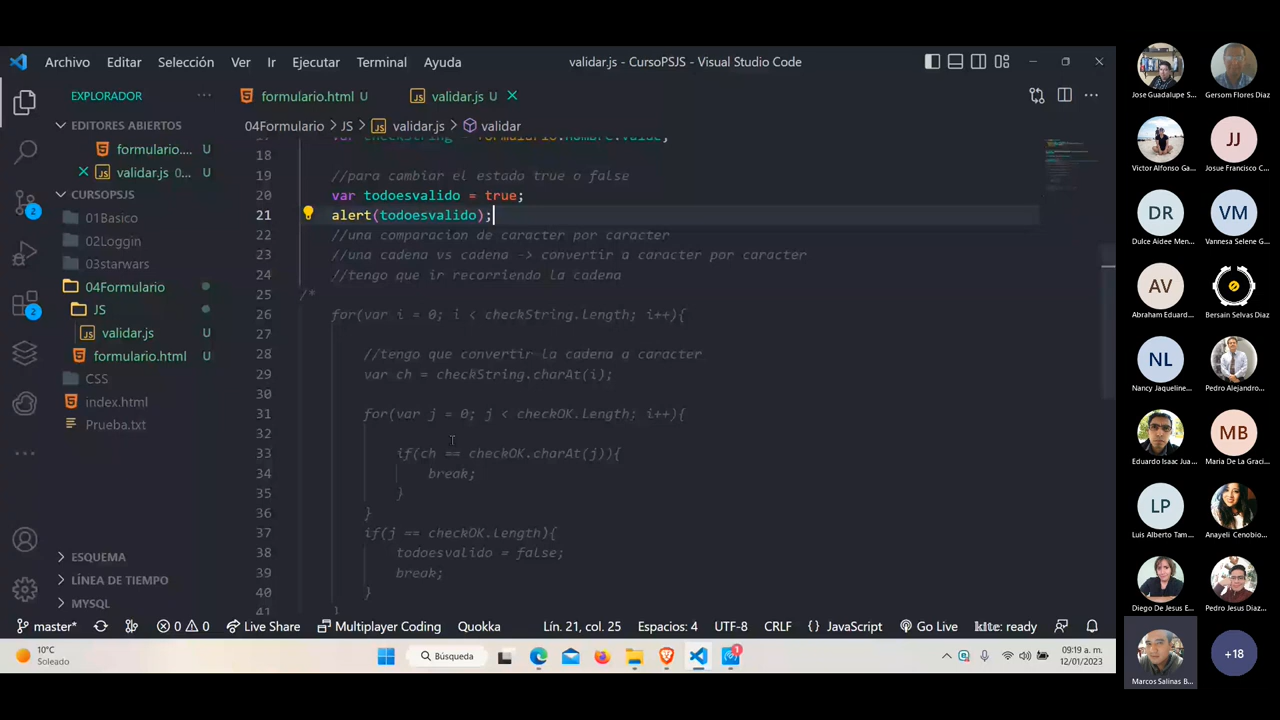 Archivo Editar Selección Ver Ir Ejecutar Terminal Ayuda
validar.js - CursoPSJS - Visual Studio Code
EXPLORADOR
EDITORES ABIERTOS
formulario.... U
validar.js 0... U
CURSOPSJS
01Basico
02Loggin
03starwars
04Formulario
JS
validar.js U
formulario.html U
CSS
index.html
Prueba.txt
ESQUEMA
LÍNEA DE TIEMPO
MYSQL
2
2
formulario.html U
validar.js U
04Formulario > JS > validar.js > validar
18
19 //para cambiar el estado true o false
20 var todoesvalido = true;
21 alert(todoesvalido);
22 //una comparacion de caracter por caracter
23 //una cadena vs cadena -> convertir a caracter por caracter
24 //tengo que ir recorriendo la cadena
25 /*
26 for(var i = 0; i < checkString.length; i++){
27
28 //tengo que convertir la cadena a caracter
29 var ch = checkString.charAt(i);
30
31 for(var j = 0; j < checkOK.length; i++){
32
33 if(ch == checkOK.charAt(j)){
34 break;
35 }
36 }
37 if(j == checkOK.length){
38 todoesvalido = false;
39 break;
40 }
41 }
master* 0 0 Live Share Multiplayer Coding Quokka Lín. 21, col. 25 Espacios: 4 UTF-8 CRLF JavaScript Go Live kite: ready
10°C
Soleado
Búsqueda
1
09:19 a. m.
12/01/2023
Jose Guadalupe S...
Gersom Flores Diaz
Victor Alfonso Ga...
JJ
Josue Francisco C...
DR
Dulce Aidee Men...
VM
Vannesa Selene G...
AV
Abraham Eduard...
Bersain Selvas Diaz
NL
Nancy Jaqueline...
Pedro Alejandro...
Eduardo Isaac Jua...
MB
Maria De La Graci...
LP
Luis Alberto Tam...
Anayeli Cenobio...
Diego De Jesus E...
Pedro Jesus Diaz...
Marcos Salinas B...
+18